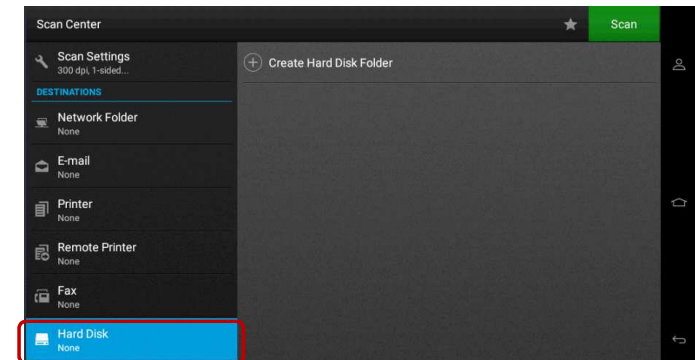 Scan Center
Scan
Scan Settings
300 dpi, 1-sided...
DESTINATIONS
Network Folder
None
E-mail
None
Printer
None
Remote Printer
None
Fax
None
Hard Disk
None
Create Hard Disk Folder